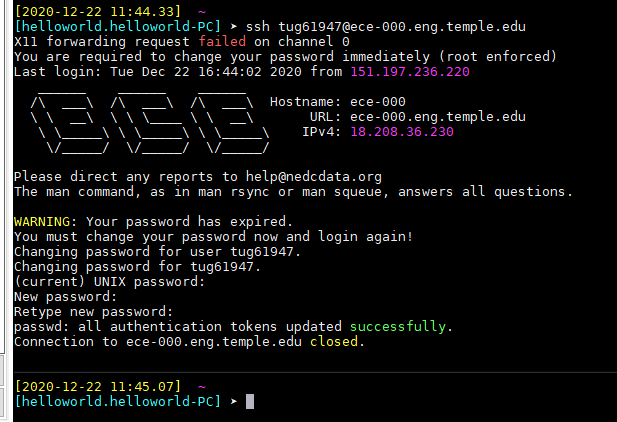 [2020-12-22 11:44.33] ~
[helloworld.helloworld-PC] ➤ ssh tug61947@ece-000.eng.temple.edu
X11 forwarding request failed on channel 0
You are required to change your password immediately (root enforced)
Last login: Tue Dec 22 16:44:02 2020 from 151.197.236.220
ece
Hostname: ece-000
URL: ece-000.eng.temple.edu
IPv4: 18.208.36.230
Please direct any reports to help@nedcdata.org
The man command, as in man rsync or man squeue, answers all questions.
WARNING: Your password has expired.
You must change your password now and login again!
Changing password for user tug61947.
Changing password for tug61947.
(current) UNIX password:
New password:
Retype new password:
passwd: all authentication tokens updated successfully.
Connection to ece-000.eng.temple.edu closed.
[2020-12-22 11:45.07] ~
[helloworld.helloworld-PC] ➤